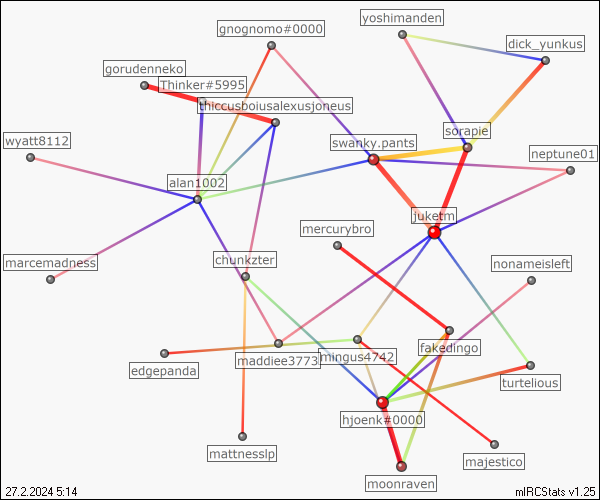 yoshimanden
gnognomo#0000
dick_yunkus
gorudenneko
Thinker#5995
thiccusboiusalexusjoneus
sorapie
wyatt8112
swanky.pants
neptune01
alan1002
juketm
mercurybro
chunkzter
marcemadness
nonameisleft
fakedingo
maddiee3773
mingus4742
edgepanda
turtelious
hjoenk#0000
mattnesslp
majestico
moonraven
27.2.2024 5:14
mIRCStats v1.25